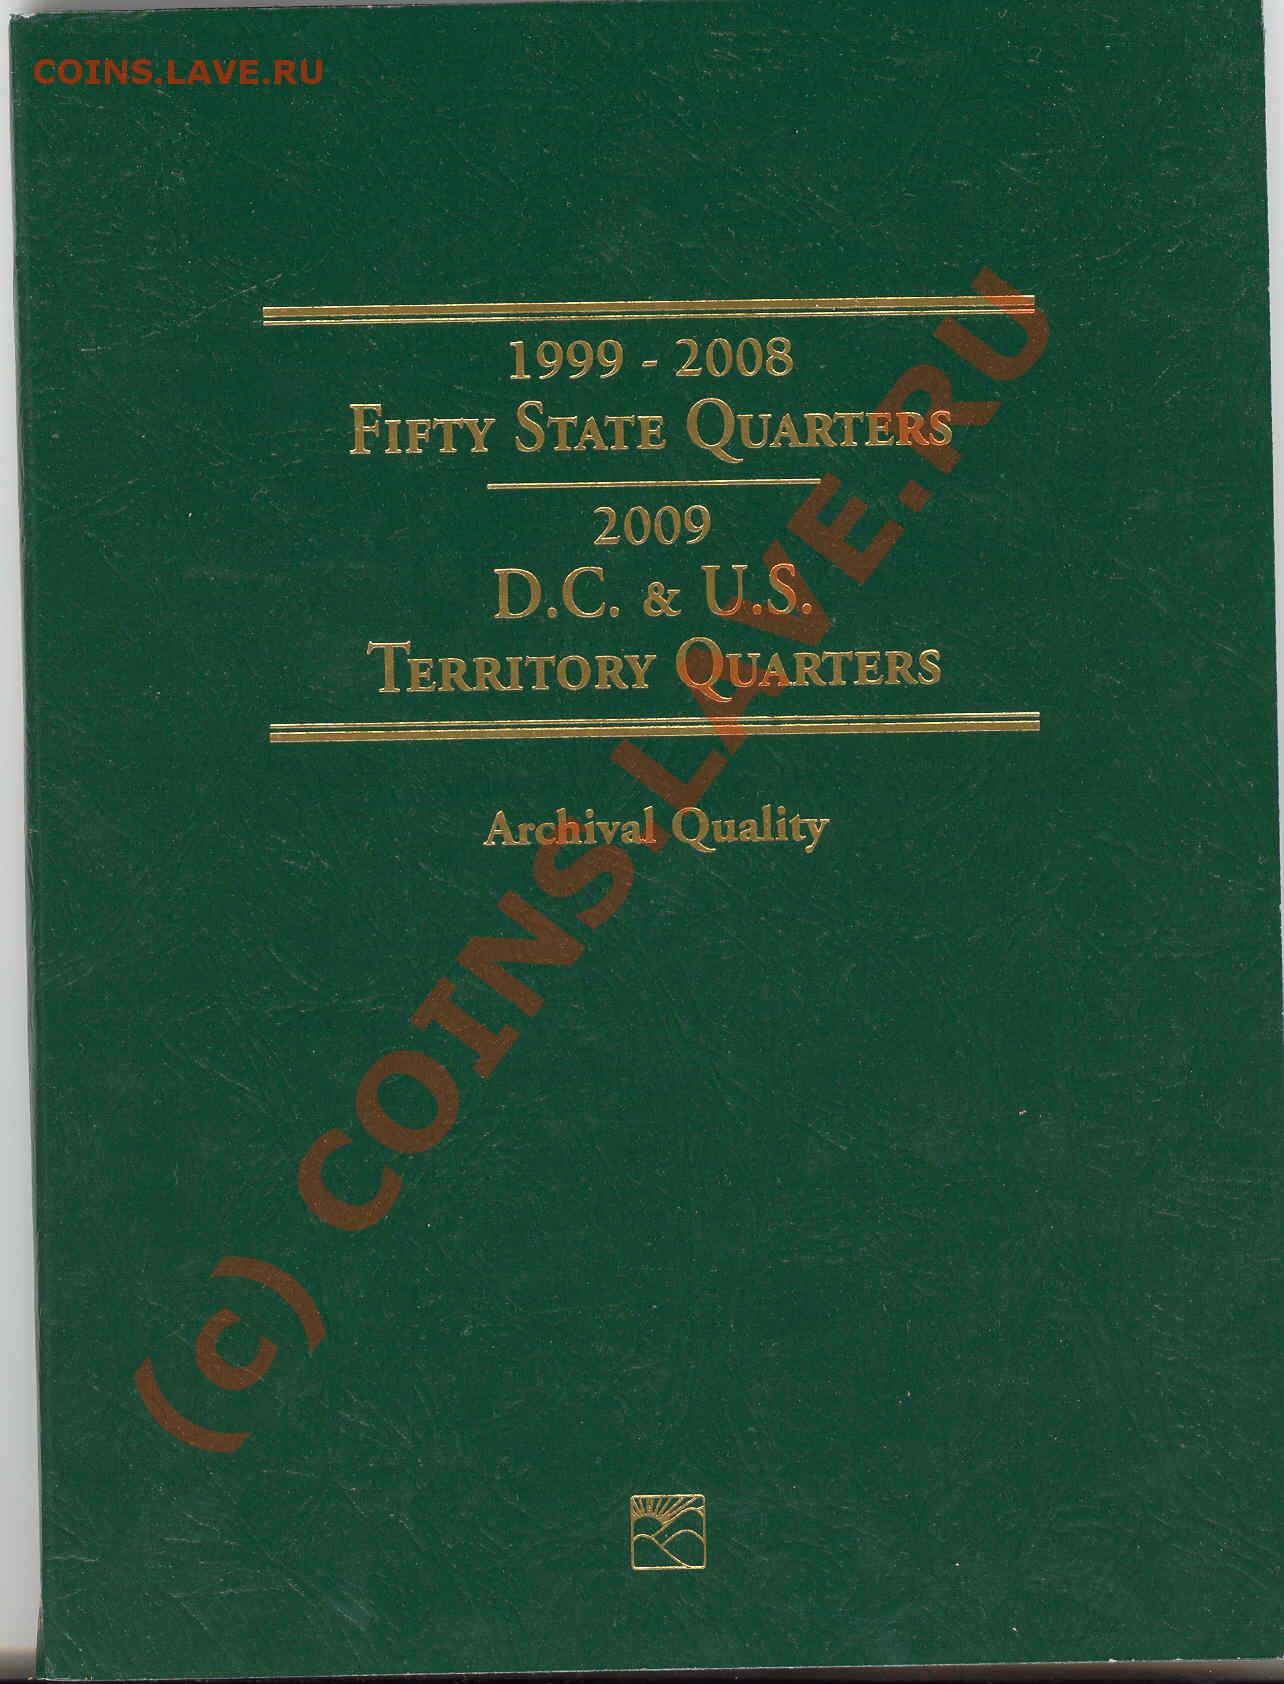 COINS.LAVE.RU
1999 - 2008
FIFTY STATE QUARTERS
2009
D.C. & U.S.
TERRITORY QUARTERS
Archival Quality
(c) COINS.LAVE.RU